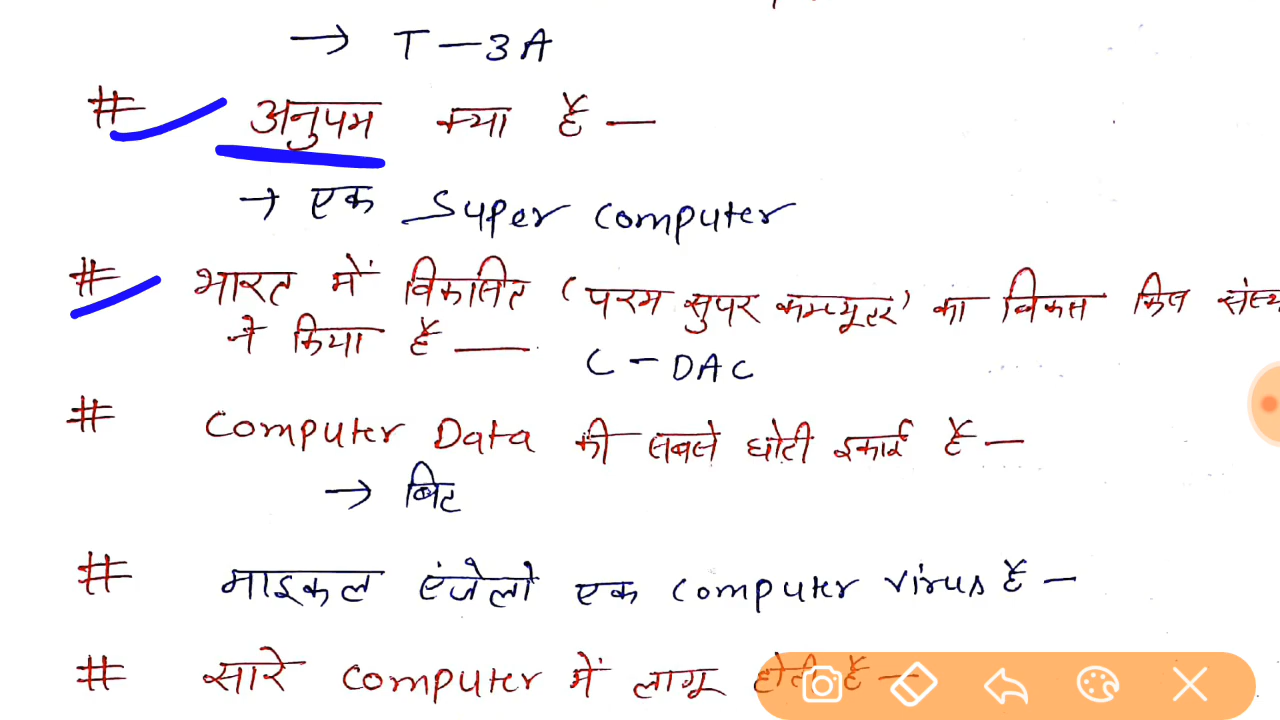 → T-3A
# अनुपम क्या है —
→ एक Super Computer
# भारत में विकसित (परम सुपर कम्प्यूटर) का विकास किस
ने किया है — C-DAC
# Computer Data की सबसे छोटी इकाई है —
→ बिट
# माइकल एंजेलो एक Computer virus है —
# सारे Computer में लागू होती है —